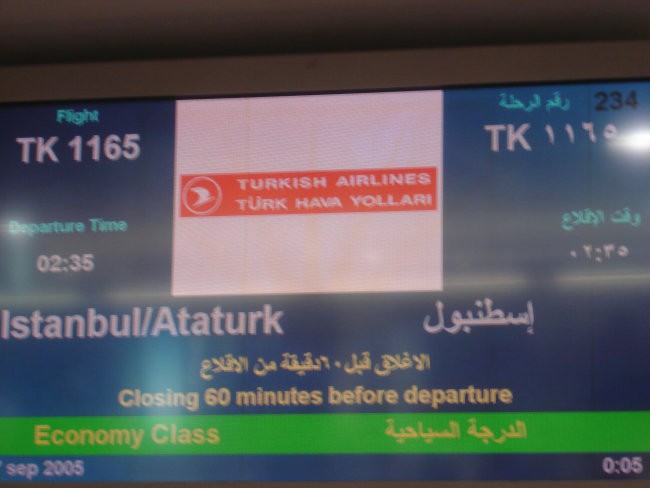 Flight
رقم الرحلة
234
TK 1165
TK ١١٦٥
TURKISH AIRLINES
TÜRK HAVA YOLLARI
Departure Time
وقت الإقلاع
02:35
٠٢:٣٥
Istanbul/Ataturk
إسطنبول
الاغلاق قبل ٦٠دقيقة من الاقلاع
Closing 60 minutes before departure
Economy Class
الدرجة السياحية
sep 2005
0:05